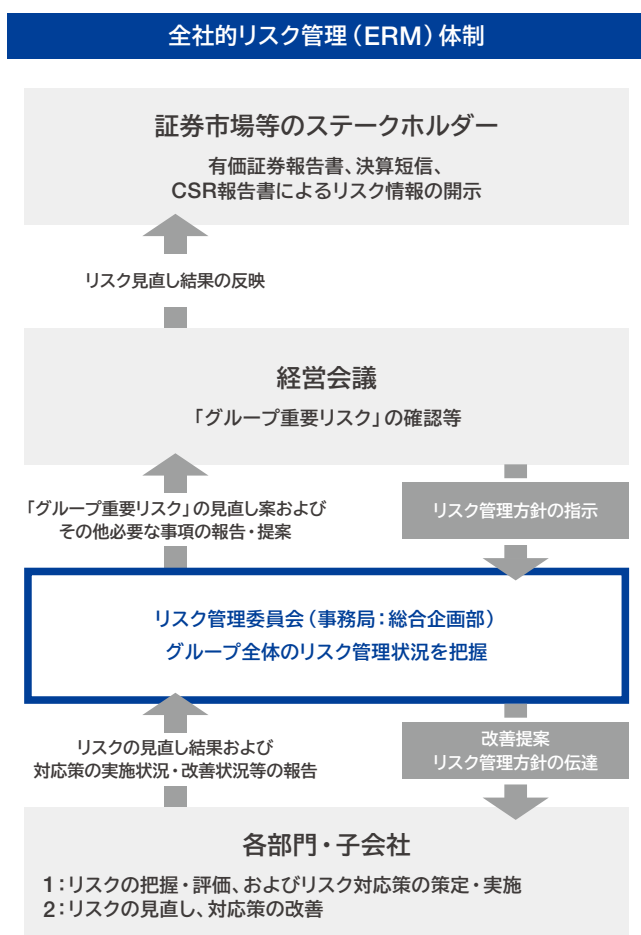 全社的リスク管理（ERM）体制
証券市場等のステークホルダー
有価証券報告書、決算短信、
CSR報告書によるリスク情報の開示
リスク見直し結果の反映
経営会議
「グループ重要リスク」の確認等
「グループ重要リスク」の見直し案および
その他必要な事項の報告・提案
リスク管理方針の指示
リスク管理委員会（事務局：総合企画部）
グループ全体のリスク管理状況を把握
リスクの見直し結果および
対応策の実施状況・改善状況等の報告
改善提案
リスク管理方針の伝達
各部門・子会社
1：リスクの把握・評価、およびリスク対応策の策定・実施
2：リスクの見直し、対応策の改善